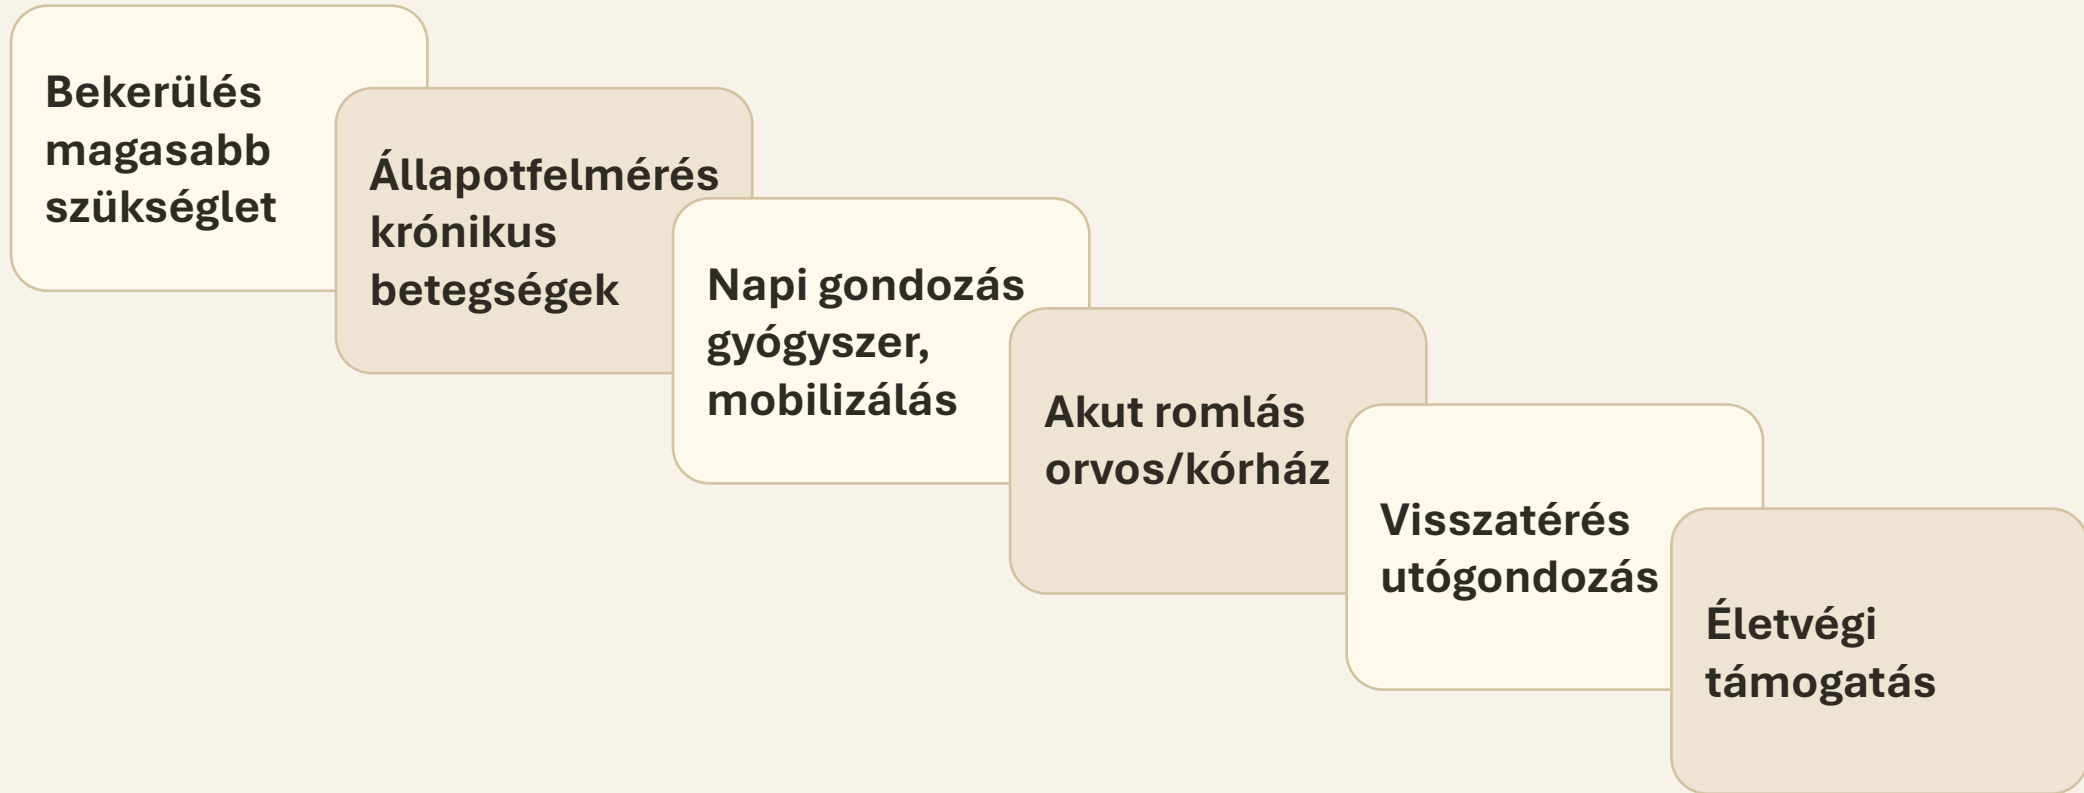 Bekerülés
magasabb
szükséglet
Állapotfelmérés
krónikus
betegségek
Napi gondozás
gyógyszer,
mobilizálás
Akut romlás
orvos/kórház
Visszatérés
utógondozás
Életvégi
támogatás